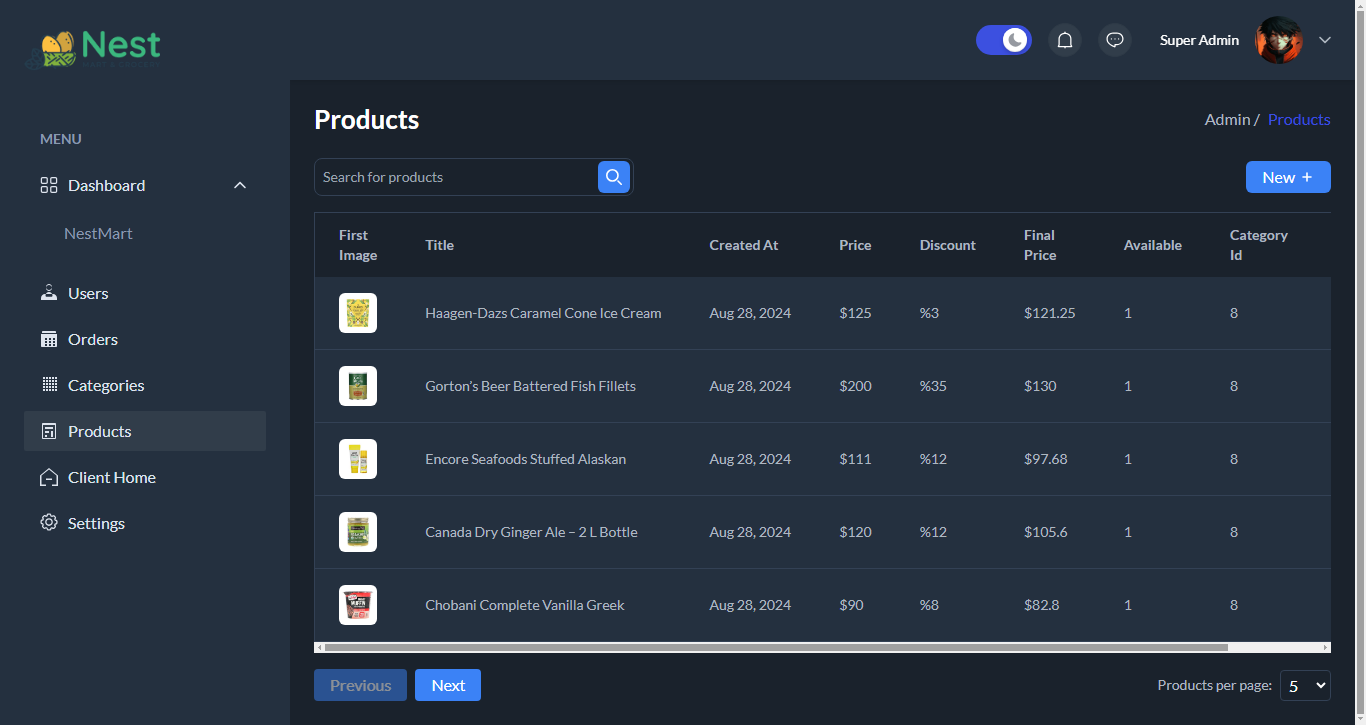 Nest
Super Admin
MENU
Dashboard
NestMart
Users
Orders
Categories
Products
Client Home
Settings
Products
Admin / Products
Search for products
New +
First Image Title Created At Price Discount Final Price Available Category Id
Haagen-Dazs Caramel Cone Ice Cream Aug 28, 2024 $125 %3 $121.25 1 8
Gorton's Beer Battered Fish Fillets Aug 28, 2024 $200 %35 $130 1 8
Encore Seafoods Stuffed Alaskan Aug 28, 2024 $111 %12 $97.68 1 8
Canada Dry Ginger Ale – 2 L Bottle Aug 28, 2024 $120 %12 $105.6 1 8
Chobani Complete Vanilla Greek Aug 28, 2024 $90 %8 $82.8 1 8
Previous Next
Products per page: 5